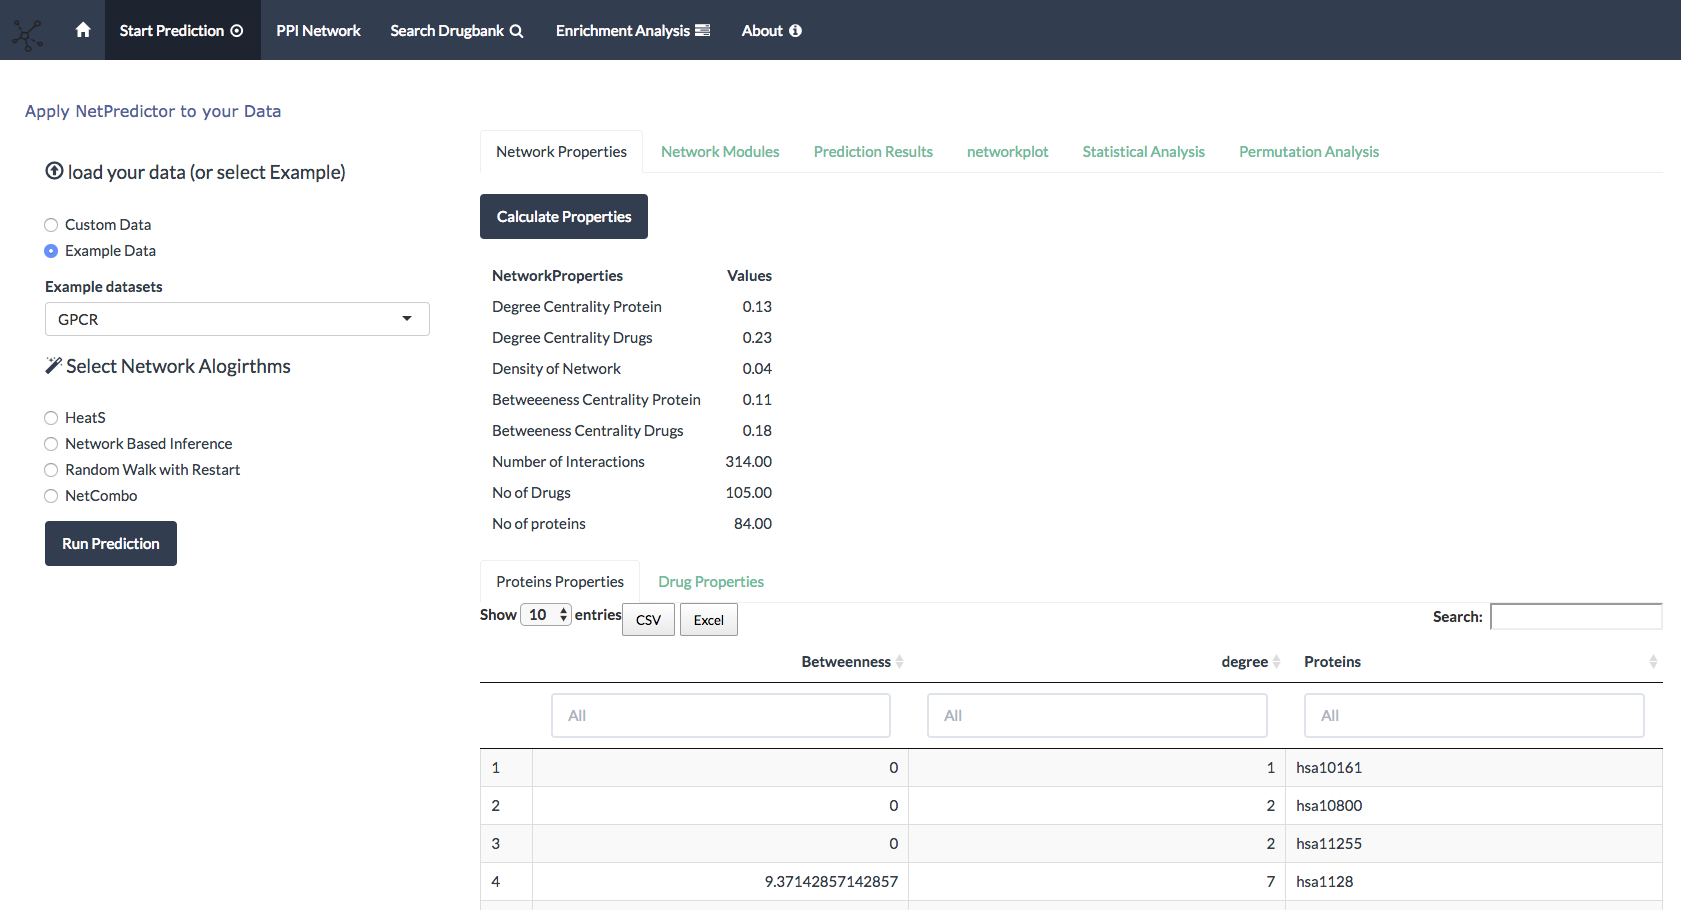 Start Prediction PPI Network Search Drugbank Enrichment Analysis About
Apply NetPredictor to your Data
load your data (or select Example)
Custom Data
Example Data
Example datasets
GPCR
Select Network Alogirthms
HeatS
Network Based Inference
Random Walk with Restart
NetCombo
Run Prediction
Network Properties Network Modules Prediction Results networkplot Statistical Analysis Permutation Analysis
Calculate Properties
NetworkProperties Values
Degree Centrality Protein 0.13
Degree Centrality Drugs 0.23
Density of Network 0.04
Betweeeness Centrality Protein 0.11
Betweeness Centrality Drugs 0.18
Number of Interactions 314.00
No of Drugs 105.00
No of proteins 84.00
Proteins Properties Drug Properties
Show 10 entries CSV Excel Search:
Betweenness degree Proteins
All All All
1 0 1 hsa10161
2 0 2 hsa10800
3 0 2 hsa11255
4 9.37142857142857 7 hsa1128